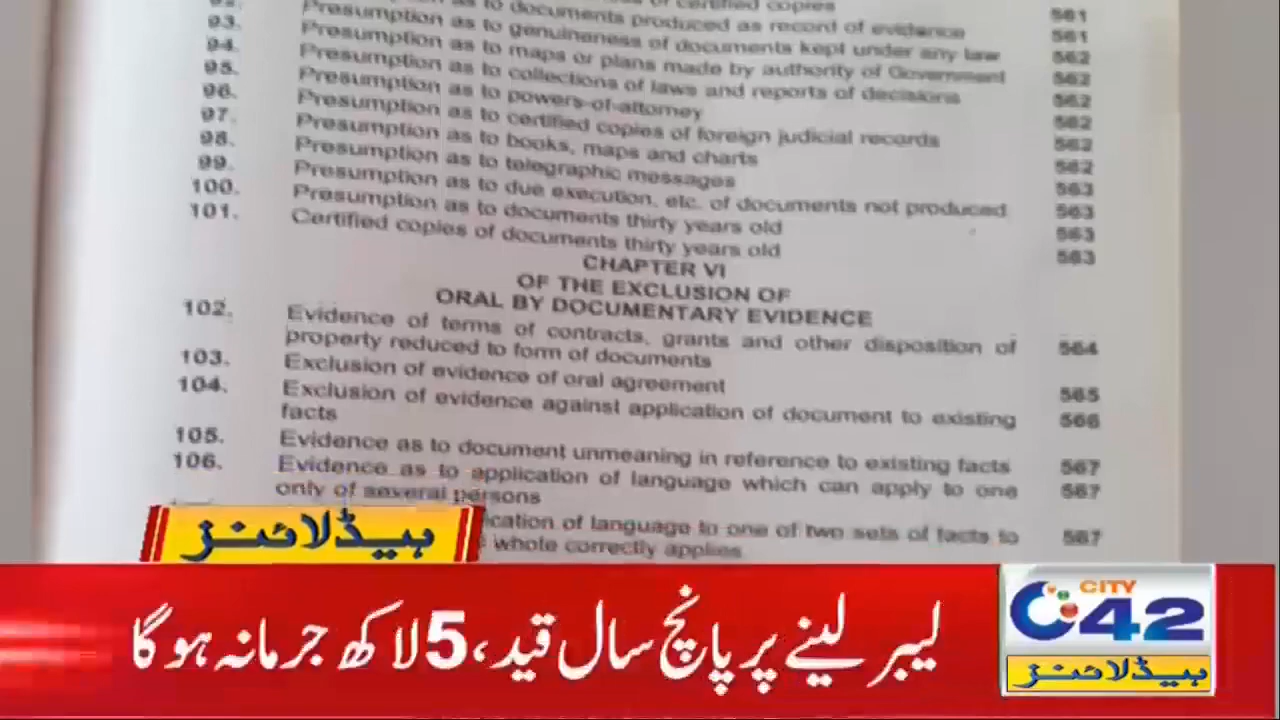 certified copies 561
93. Presumption as to documents produced as record of evidence 561
94. Presumption as to genuineness of documents kept under any law 562
95. Presumption as to maps or plans made by authority of Government 562
96. Presumption as to collections of laws and reports of decisions 562
97. Presumption as to powers-of-attorney 562
98. Presumption as to certified copies of foreign judicial records 562
99. Presumption as to books, maps and charts 562
100. Presumption as to telegraphic messages 563
101. Presumption as to due execution, etc. of documents not produced 563
Presumption as to documents thirty years old 563
Certified copies of documents thirty years old 563
CHAPTER VI
OF THE EXCLUSION OF
ORAL BY DOCUMENTARY EVIDENCE
102. Evidence of terms of contracts, grants and other disposition of
property reduced to form of documents 564
103. Exclusion of evidence of oral agreement 565
104. Exclusion of evidence against application of document to existing 566
facts
105. Evidence as to document unmeaning in reference to existing facts 567
106. Evidence as to application of language which can apply to one 567
only of several persons
ication of language to one of two sets of facts to 567
whole correctly applies
ہیڈلائنز
لیبر لینے پر پانچ سال قید، 5 لاکھ جرمانہ ہوگا
CITY
42
ہیڈلائنز